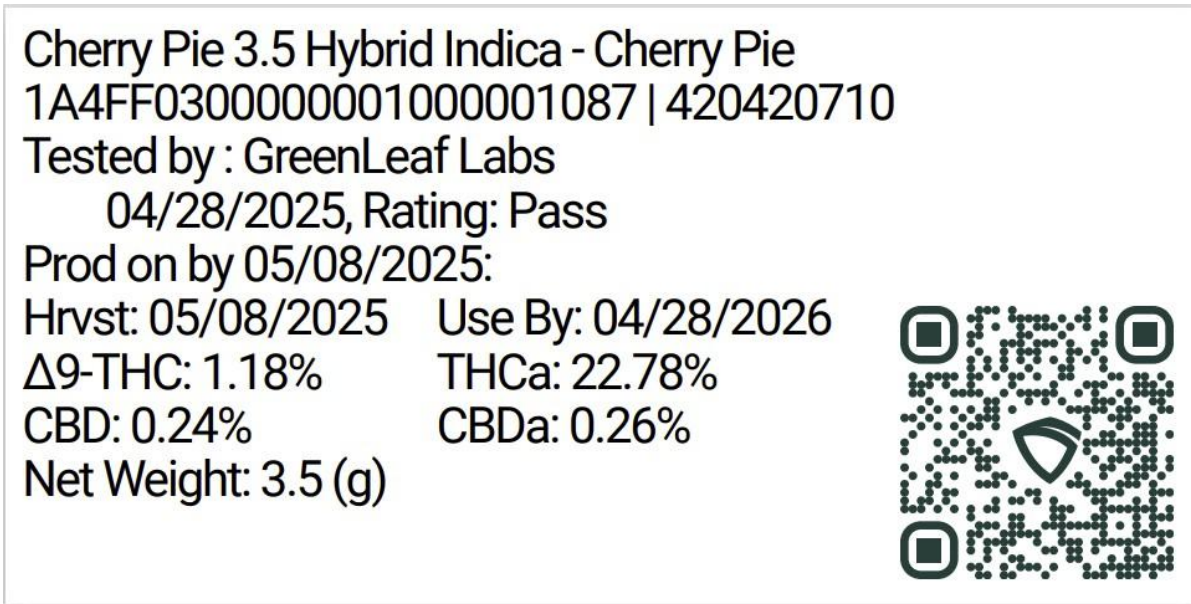 Cherry Pie 3.5 Hybrid Indica - Cherry Pie
1A4FF0300000001000001087 | 420420710
Tested by : GreenLeaf Labs
04/28/2025, Rating: Pass
Prod on by 05/08/2025:
Hrvst: 05/08/2025 Use By: 04/28/2026
Δ9-THC: 1.18% THCa: 22.78%
CBD: 0.24% CBDa: 0.26%
Net Weight: 3.5 (g)